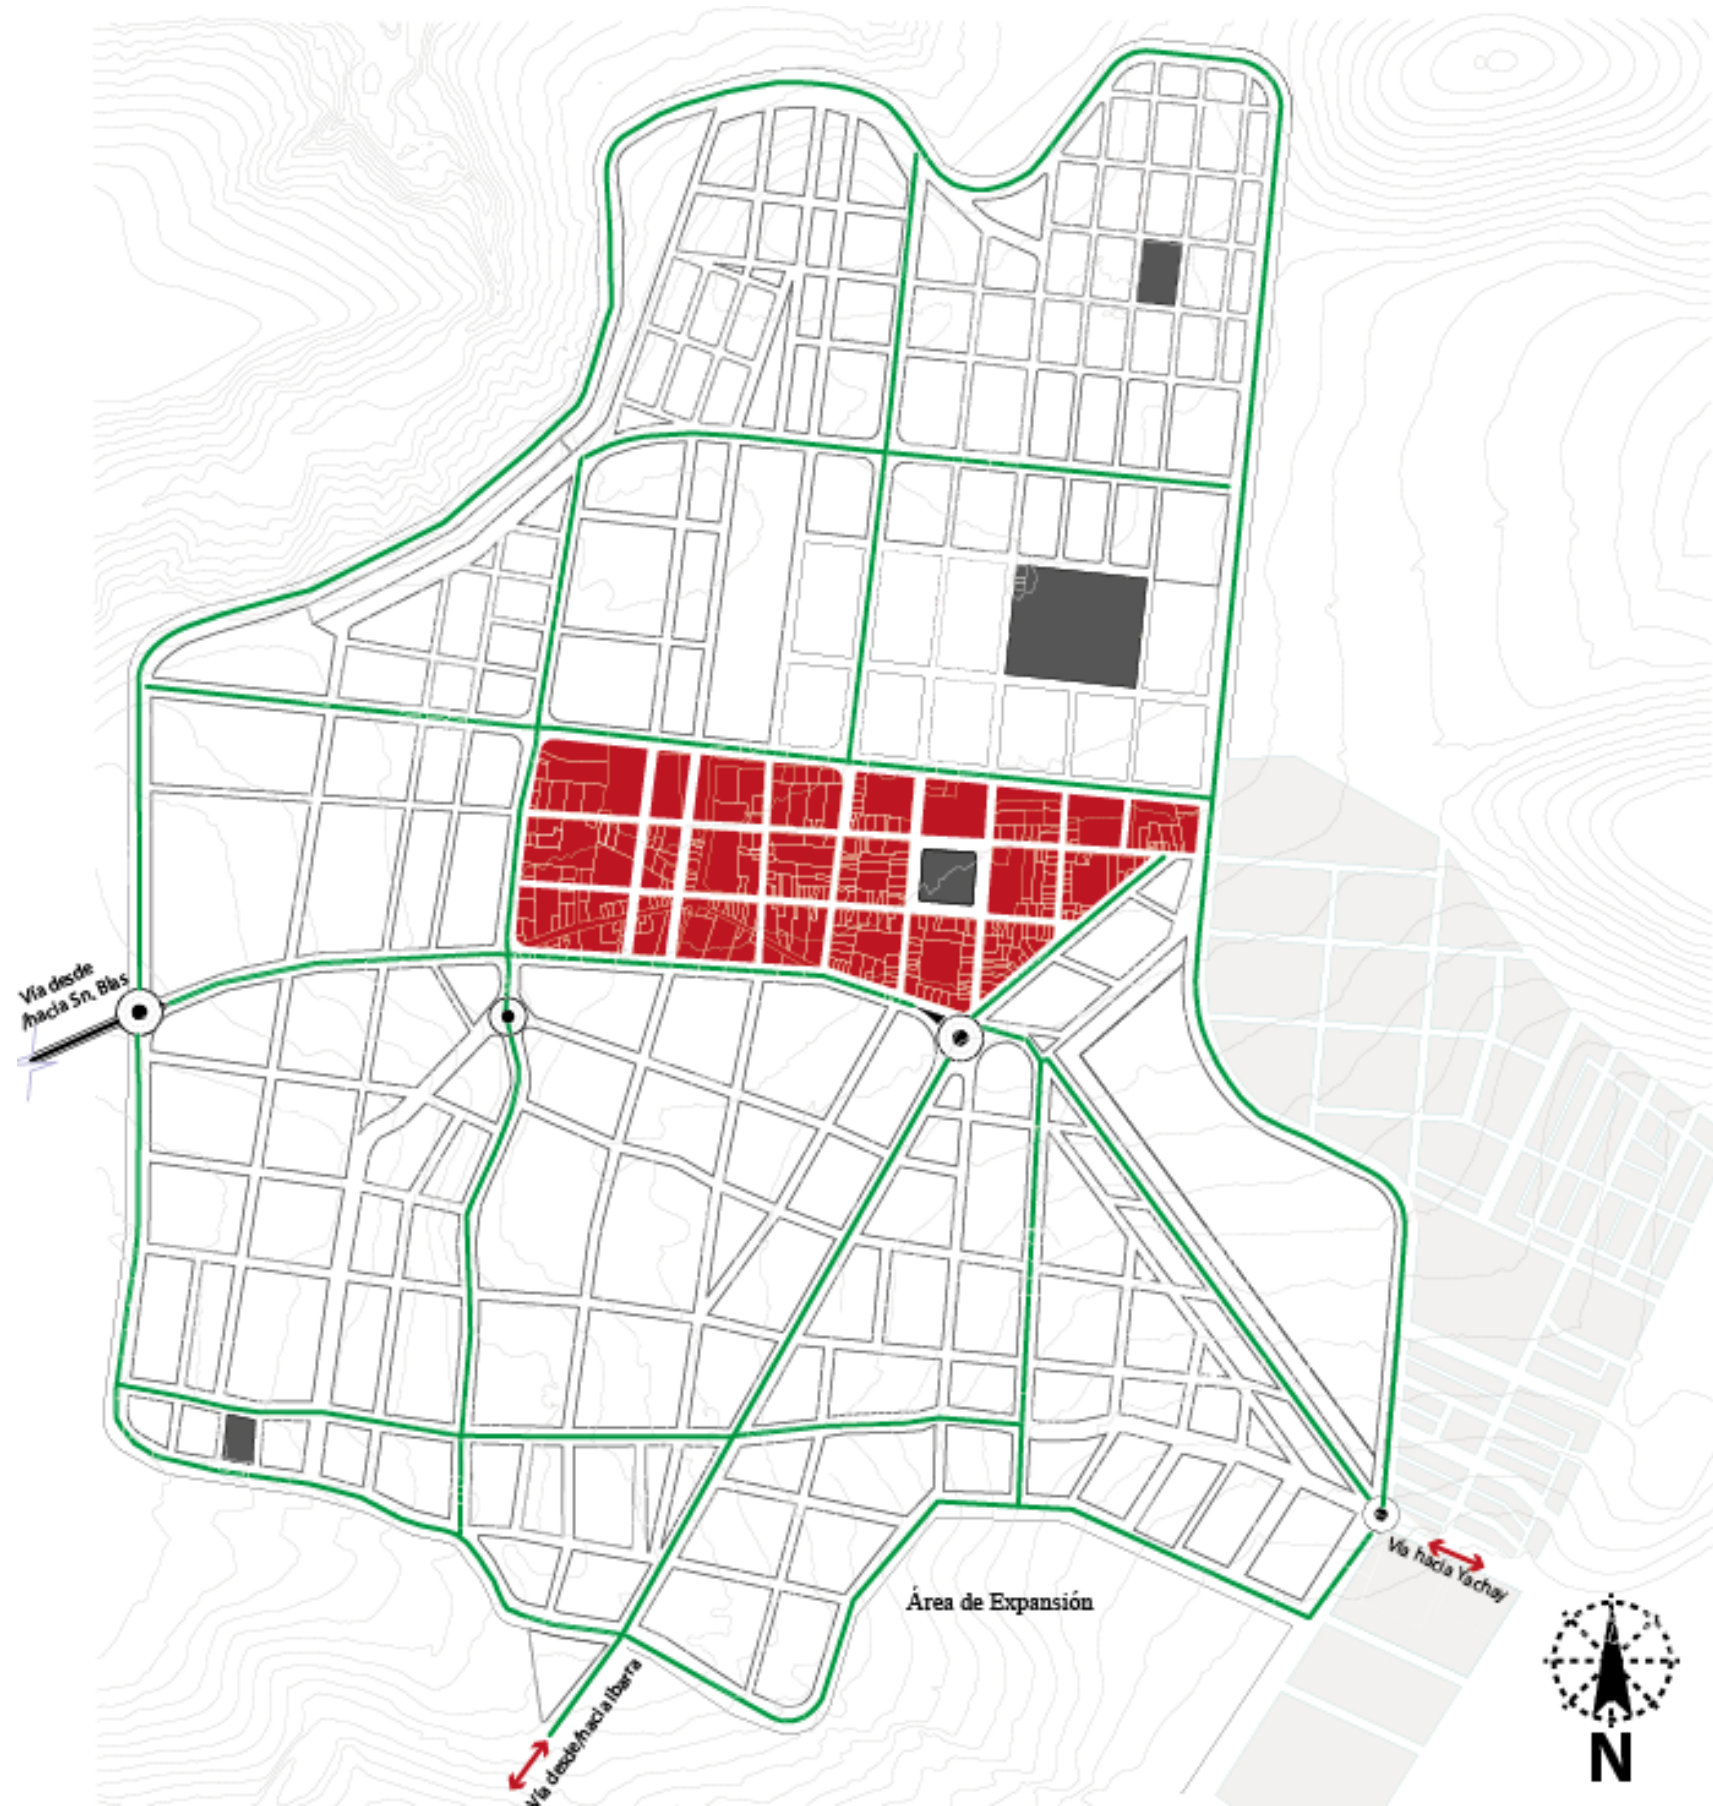 Vía desde
/hacia Sn. Blas
Vía hacia Yachay
Área de Expansión
Vía desde/hacia Ibarra
N